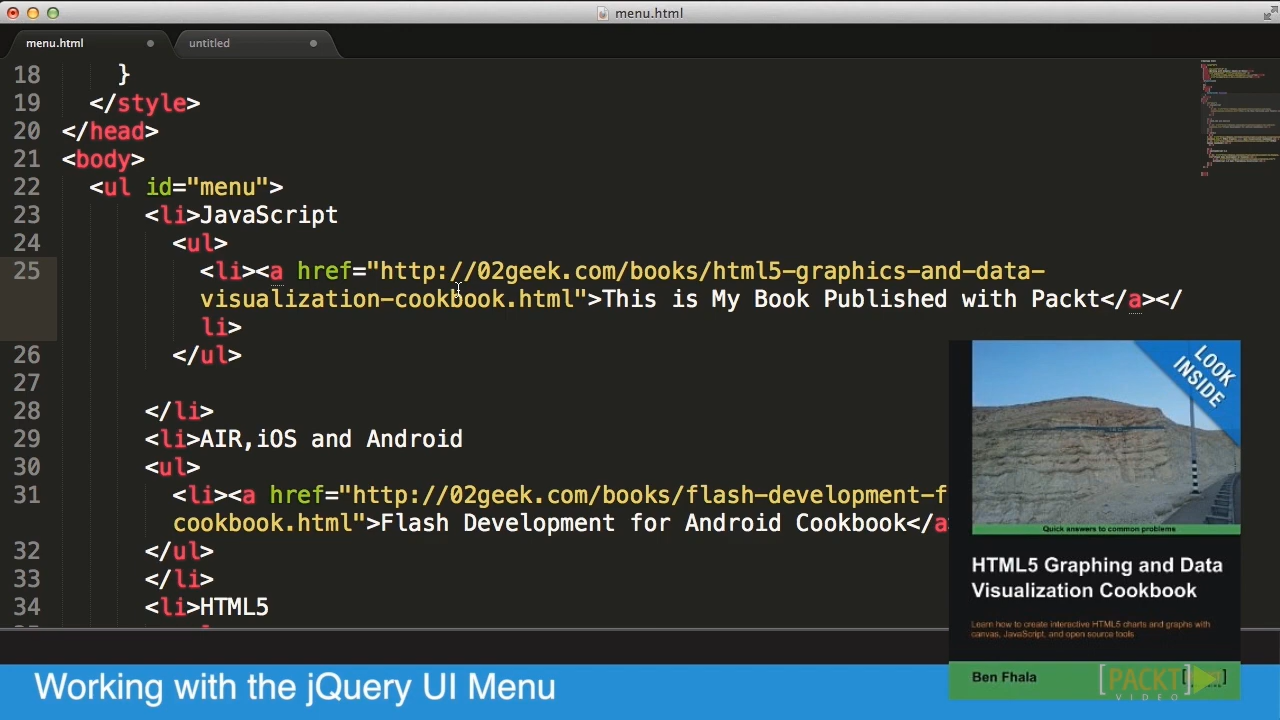 menu.html
menu.html
untitled
18 }
19 </style>
20 </head>
21 <body>
22 <ul id="menu">
23 <li>JavaScript
24 <ul>
25 <li><a href="http://02geek.com/books/html5-graphics-and-data-
visualization-cookbook.html">This is My Book Published with Packt</a></
li>
26 </ul>
27
28 </li>
29 <li>AIR,iOS and Android
30 <ul>
31 <li><a href="http://02geek.com/books/flash-development-f
cookbook.html">Flash Development for Android Cookbook</a
32 </ul>
33 </li>
34 <li>HTML5
LOOK
INSIDE
Quick answers to common problems
HTML5 Graphing and Data
Visualization Cookbook
Learn how to create interactive HTML5 charts and graphs with
canvas, JavaScript, and open source tools
Ben Fhala
[PACKT]
VIDEO
Working with the jQuery UI Menu